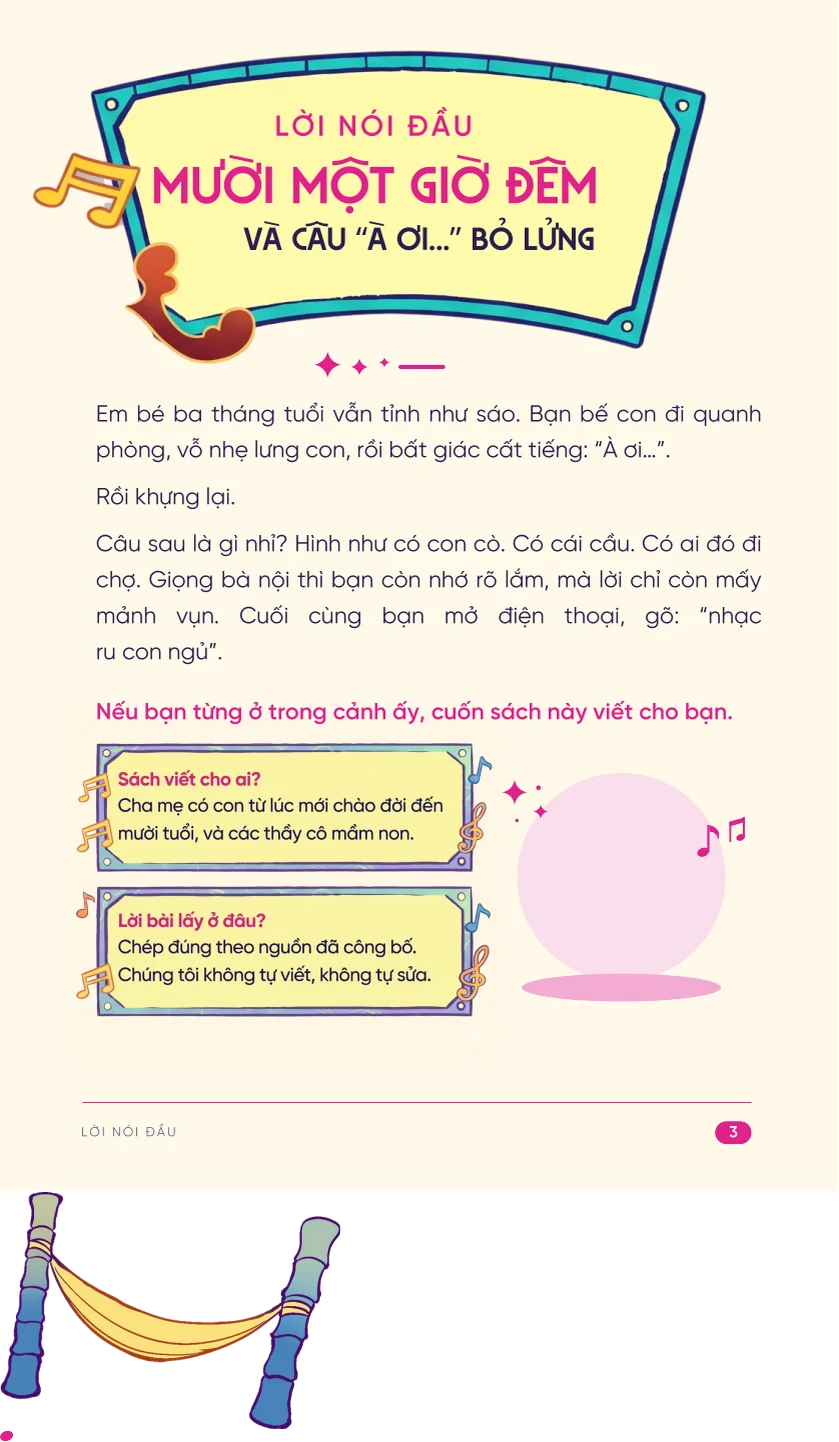 LỜI NÓI ĐẦU
MƯỜI MỘT GIỜ ĐÊM
VÀ CÂU “À ƠI...” BỎ LỬNG
Em bé ba tháng tuổi vẫn tỉnh như sáo. Bạn bế con đi quanh
phòng, vỗ nhẹ lưng con, rồi bất giác cất tiếng: “À ơi...”.
Rồi khựng lại.
Câu sau là gì nhỉ? Hình như có con cò. Có cái cầu. Có ai đó đi
chợ. Giọng bà nội thì bạn còn nhớ rõ lắm, mà lời chỉ còn mấy
mảnh vụn. Cuối cùng bạn mở điện thoại, gõ: “nhạc
ru con ngủ”.
Nếu bạn từng ở trong cảnh ấy, cuốn sách này viết cho bạn.
Sách viết cho ai?
Cha mẹ có con từ lúc mới chào đời đến
mười tuổi, và các thầy cô mầm non.
Lời bài lấy ở đâu?
Chép đúng theo nguồn đã công bố.
Chúng tôi không tự viết, không tự sửa.
LỜI NÓI ĐẦU
3